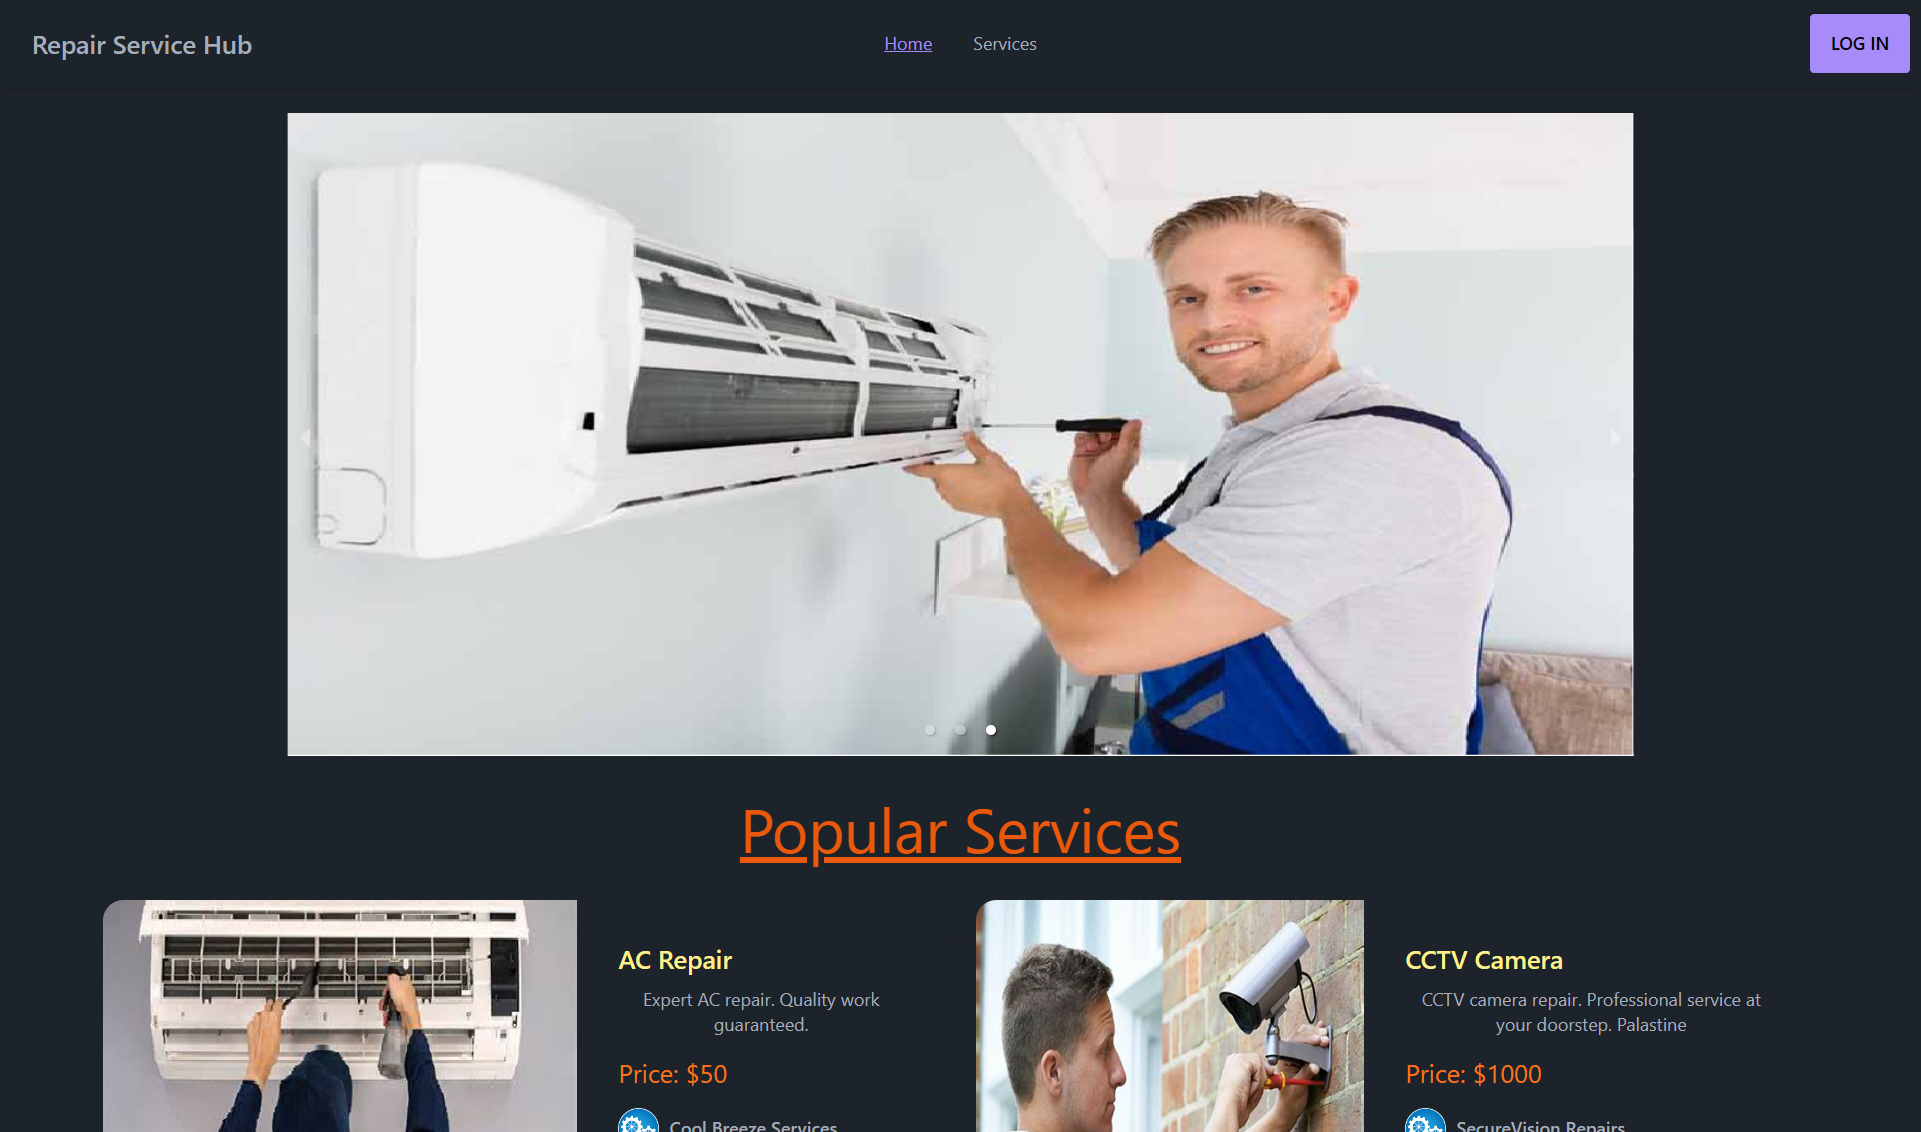 Repair Service Hub
Home
Services
LOG IN
Popular Services
AC Repair
Expert AC repair. Quality work
guaranteed.
Price: $50
Cool Breeze Services
CCTV Camera
CCTV camera repair. Professional service at
your doorstep. Palastine
Price: $1000
SecureVision Repairs